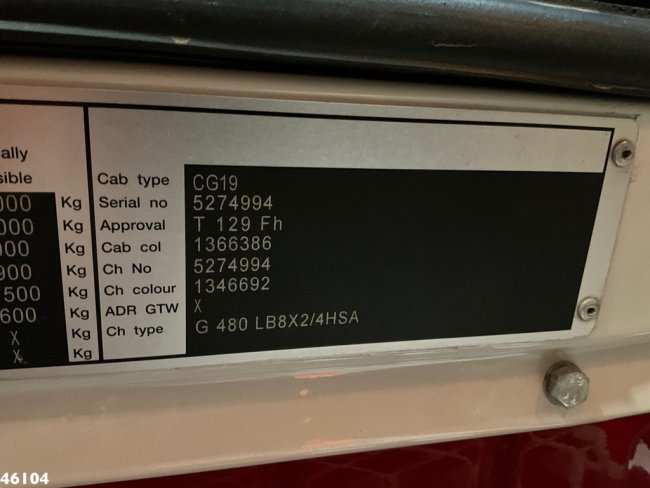 ally
sible
000 Kg
000 Kg
000 Kg
900 Kg
1500 Kg
600 Kg
X Kg
X Kg
Cab type CG19
Serial no 5274994
Approval T 129 Fh
Cab col 1366386
Ch No 5274994
Ch colour 1346692
ADR GTW X
Ch type G 480 LB8X2/4HSA
46104